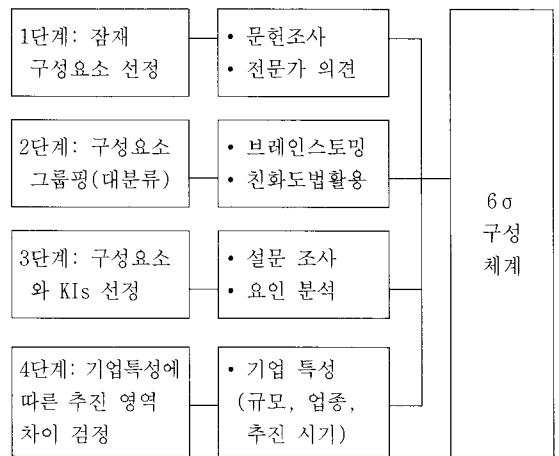 1단계: 잠재
구성요소 선정
• 문헌조사
• 전문가 의견
2단계: 구성요소
그룹핑(대분류)
• 브레인스토밍
• 친화도법활용
3단계: 구성요소
와 KIs 선정
• 설문 조사
• 요인 분석
4단계: 기업특성에
따른 추진 영역
차이 검정
• 기업 특성
(규모, 업종,
추진 시기)
6σ
구성
체계